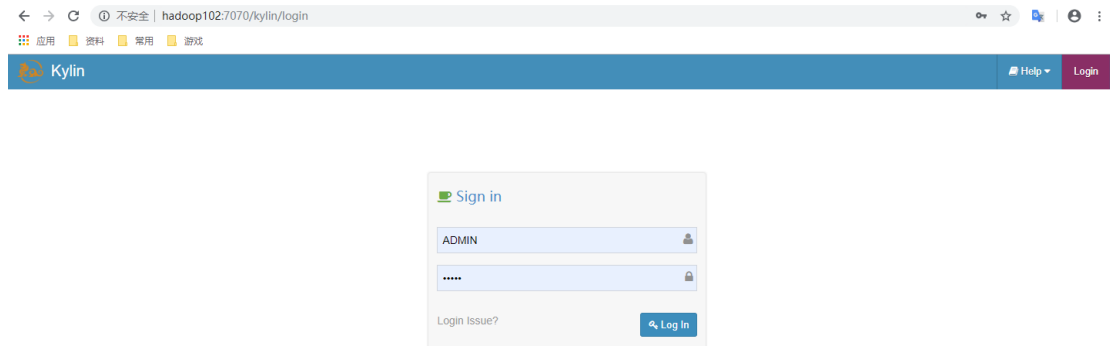 不安全 | hadoop102:7070/kylin/login
应用 资料 常用 游戏
Kylin Help Login
Sign in
ADMIN
•••••
Login Issue? Log In